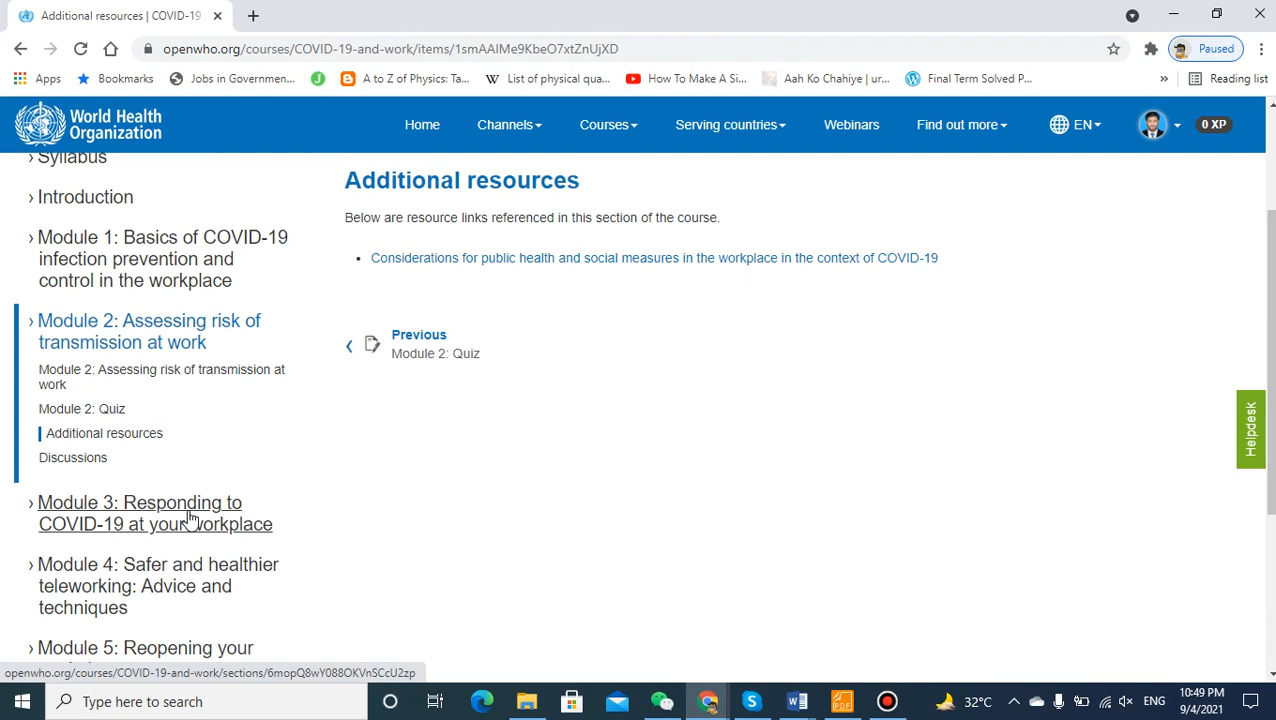 Additional resources | COVID-19
openwho.org/courses/COVID-19-and-work/items/1smAAlMe9KbeO7xtZnUjXD
Paused
Apps
Bookmarks
Jobs in Governmen...
A to Z of Physics: Ta...
List of physical qua...
How To Make A Si...
Aah Ko Chahiye | ur...
Final Term Solved P...
»
Reading list
World Health
Organization
Home
Channels
Courses
Serving countries
Webinars
Find out more
EN
0 XP
Syllabus
Introduction
Module 1: Basics of COVID-19
infection prevention and
control in the workplace
Module 2: Assessing risk of
transmission at work
Module 2: Assessing risk of transmission at
work
Module 2: Quiz
Additional resources
Discussions
Module 3: Responding to
COVID-19 at your workplace
Module 4: Safer and healthier
teleworking: Advice and
techniques
Module 5: Reopening your
Additional resources
Below are resource links referenced in this section of the course.
Considerations for public health and social measures in the workplace in the context of COVID-19
Previous
Module 2: Quiz
Helpdesk
openwho.org/courses/COVID-19-and-work/sections/6mopQ8wY088OKVnSCcU2zp
Type here to search
32°C
ENG
10:49 PM
9/4/2021